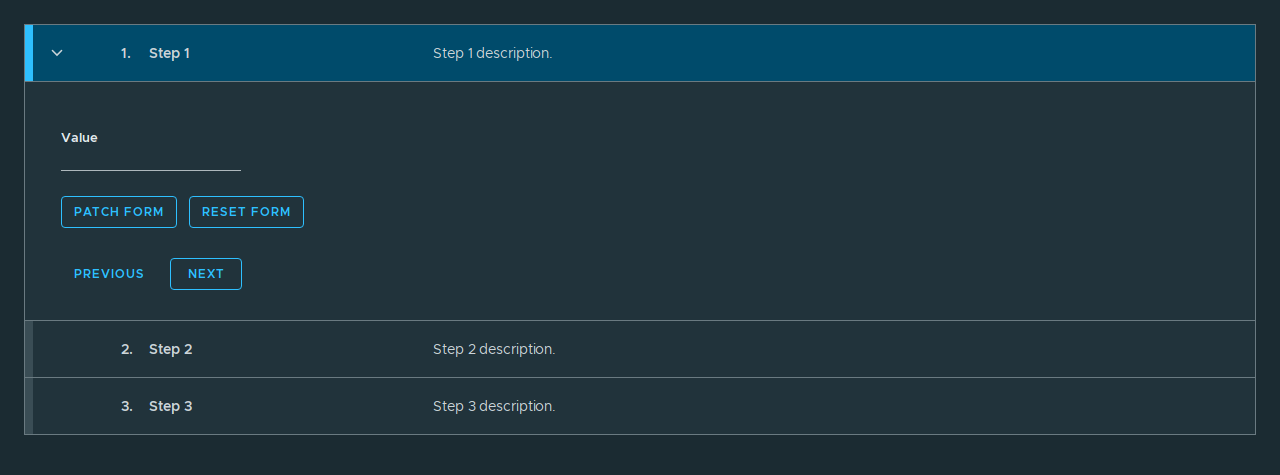 1. Step 1 Step 1 description.
Value
PATCH FORM RESET FORM
PREVIOUS NEXT
2. Step 2 Step 2 description.
3. Step 3 Step 3 description.